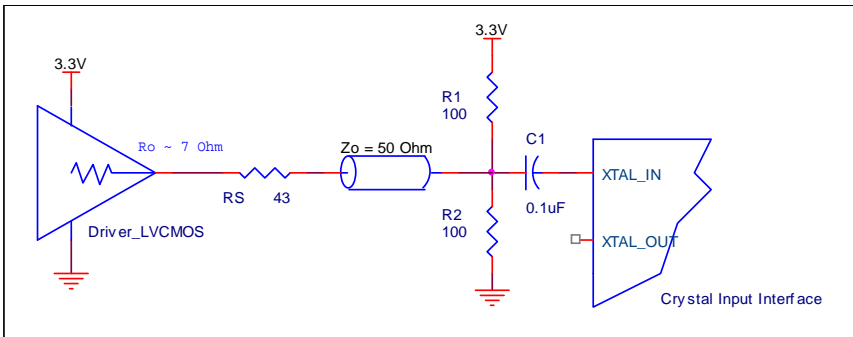 3.3V
3.3V
R1
100
Ro ~ 7 Ohm
Zo = 50 Ohm
C1
XTAL_IN
RS 43
0.1uF
R2
100
Driver_LVCMOS
XTAL_OUT
Crystal Input Interface